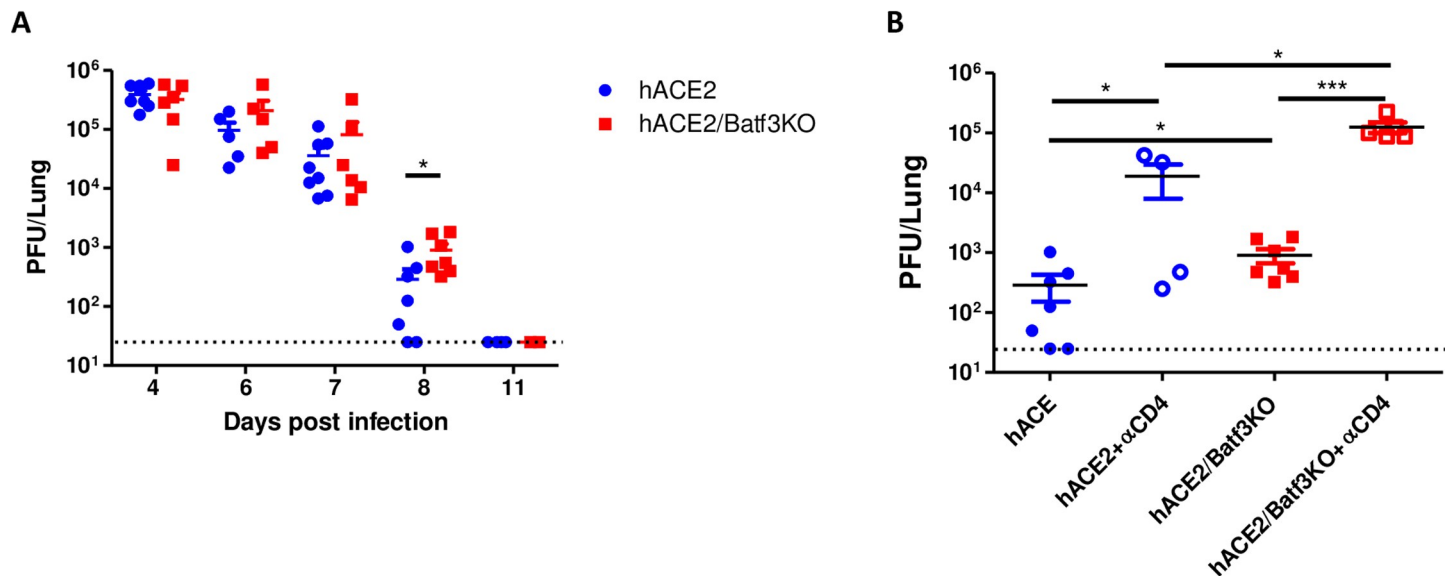 A
PFU/Lung
10⁶
10⁵
10⁴
10³
10²
10¹
*
4 6 7 8 11
Days post infection
hACE2
hACE2/Batf3KO
B
PFU/Lung
10⁶
10⁵
10⁴
10³
10²
10¹
*
*
***
*
hACE
hACE2+αCD4
hACE2/Batf3KO
hACE2/Batf3KO+ αCD4